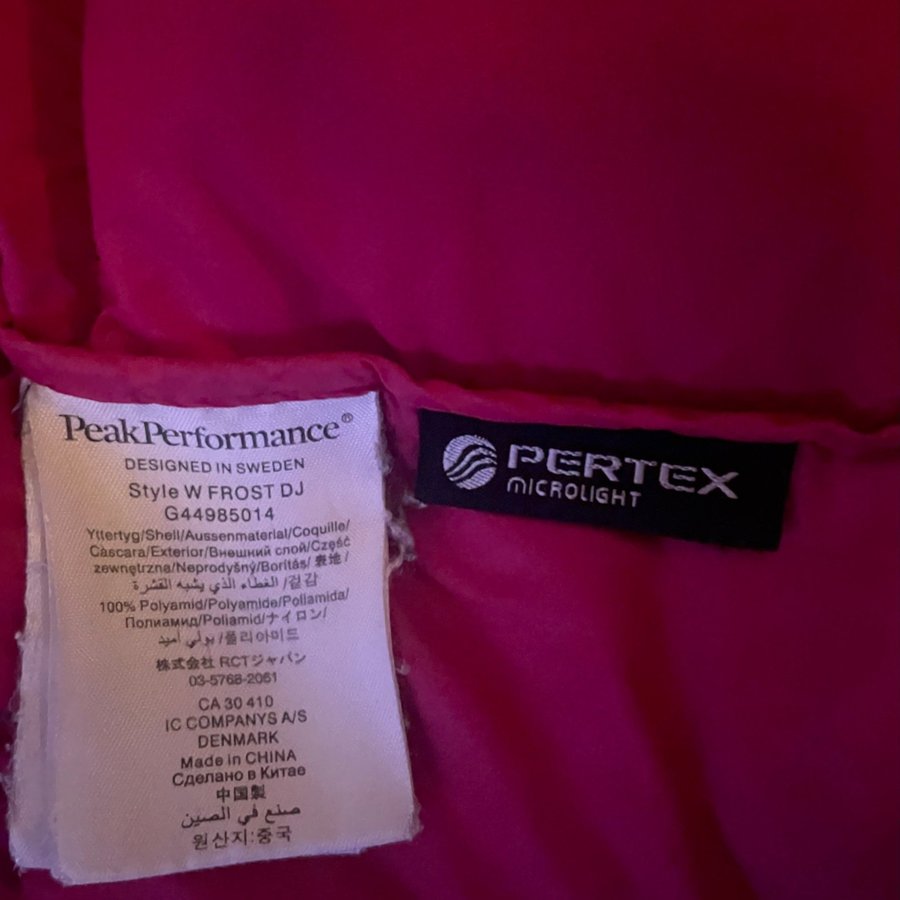 PeakPerformance®
DESIGNED IN SWEDEN
Style W FROST DJ
G44985014
Yttertyg/Shell/Aussenmaterial/Coquille/
Cáscara/Exterior/Внешний слой/Część
zewnętrzna/Neprodyšný/Borítás/表地/
الغطاء الذي يشبه القشرة/겉감
100% Polyamid/Polyamide/Poliamida/
Полиамид/Poliamid/ナイロン/
بولي أميد/폴리아미드
株式会社 RCTジャパン
03-5768-2061
CA 30 410
IC COMPANYS A/S
DENMARK
Made in CHINA
Сделано в Китае
中国製
صنع في الصين
원산지:중국
PERTEX
MICROLIGHT